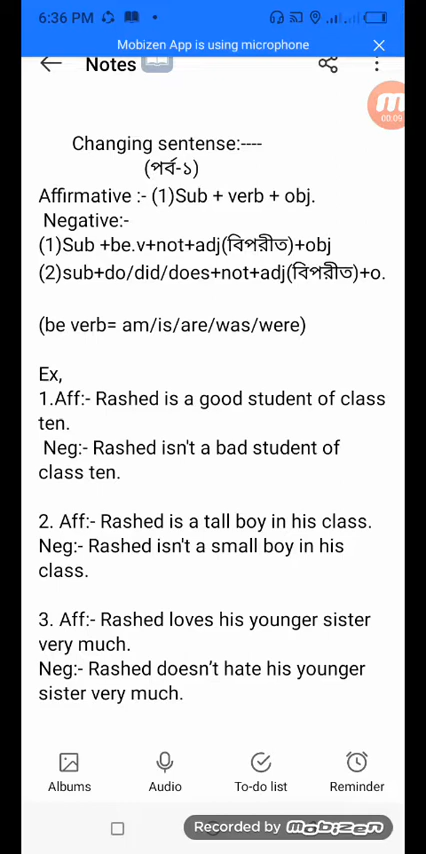 6:36 PM
Mobizen App is using microphone
Notes
00:09
Changing sentence:----
(পর্ব-১)
Affirmative :- (1)Sub + verb + obj.
Negative:-
(1)Sub +be.v+not+adj(বিপরীত)+obj
(2)sub+do/did/does+not+adj(বিপরীত)+o.
(be verb= am/is/are/was/were)
Ex,
1.Aff:- Rashed is a good student of class
ten.
Neg:- Rashed isn't a bad student of
class ten.
2. Aff:- Rashed is a tall boy in his class.
Neg:- Rashed isn't a small boy in his
class.
3. Aff:- Rashed loves his younger sister
very much.
Neg:- Rashed doesn’t hate his younger
sister very much.
Albums Audio To-do list Reminder
Recorded by mobizen